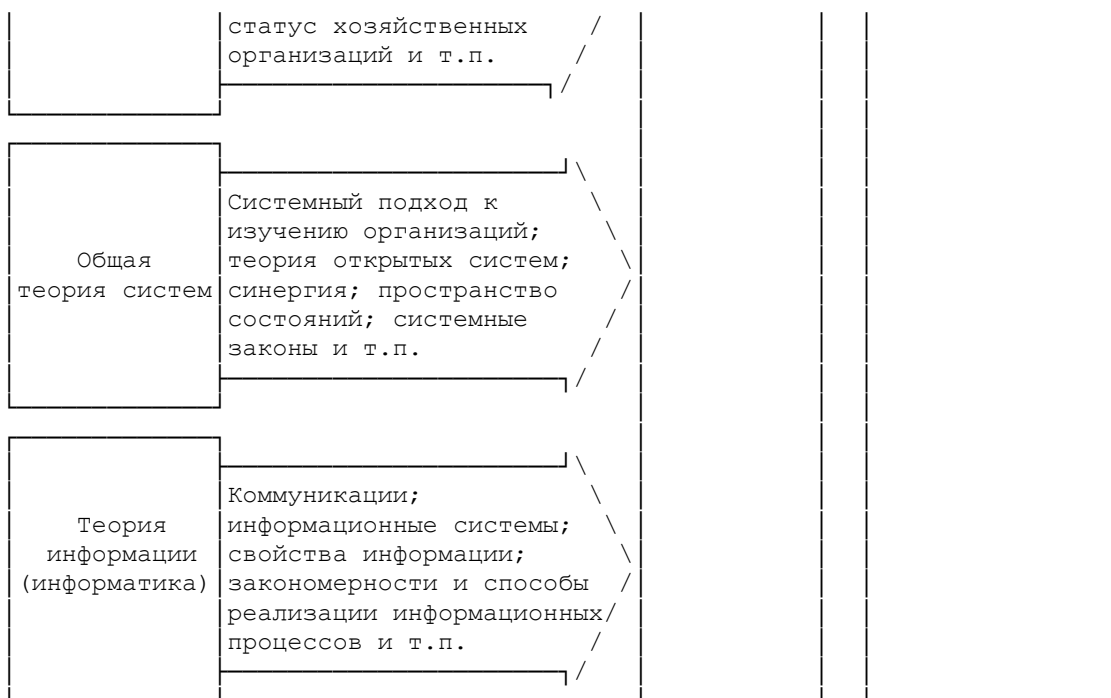 статус хозяйственных
организаций и т.п.
Общая
теория систем
Системный подход к
изучению организаций;
теория открытых систем;
синергия; пространство
состояний; системные
законы и т.п.
Теория
информации
(информатика)
Коммуникации;
информационные системы;
свойства информации;
закономерности и способы
реализации информационных
процессов и т.п.